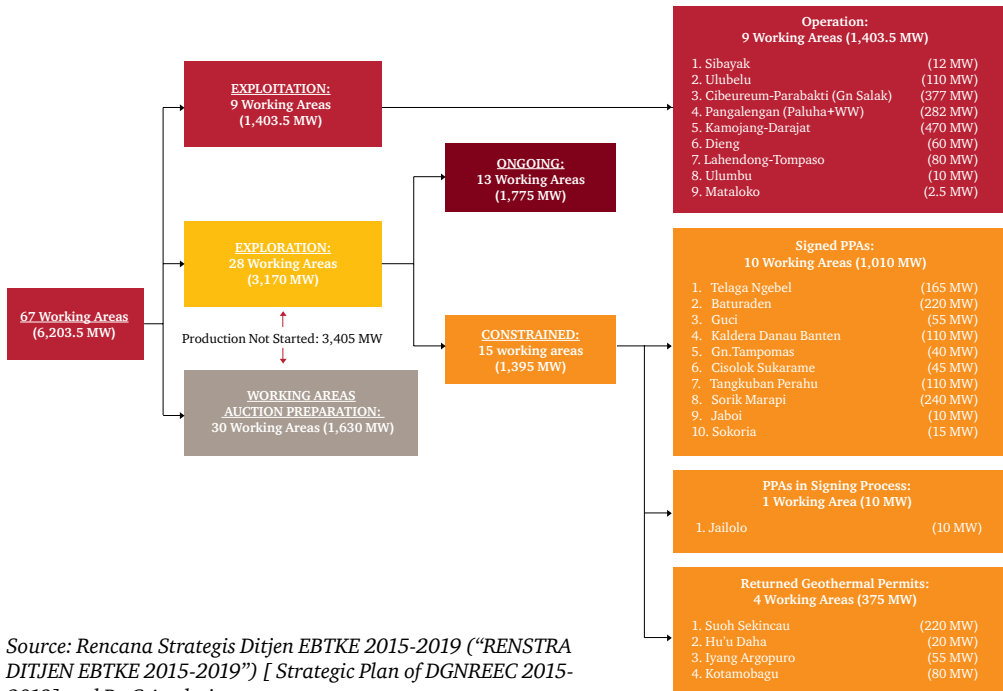 67 Working Areas
(6,203.5 MW)
EXPLOITATION:
9 Working Areas
(1,403.5 MW)
EXPLORATION:
28 Working Areas
(3,170 MW)
Production Not Started: 3,405 MW
WORKING AREAS
AUCTION PREPARATION:
30 Working Areas (1,630 MW)
ONGOING:
13 Working Areas
(1,775 MW)
CONSTRAINED:
15 working areas
(1,395 MW)
Operation:
9 Working Areas (1,403.5 MW)
1. Sibayak (12 MW)
2. Ulubelu (110 MW)
3. Cibeureum-Parabakti (Gn Salak) (377 MW)
4. Pangalengan (Paluha+WW) (282 MW)
5. Kamojang-Darajat (470 MW)
6. Dieng (60 MW)
7. Lahendong-Tompaso (80 MW)
8. Ulumbu (10 MW)
9. Mataloko (2.5 MW)
Signed PPAs:
10 Working Areas (1,010 MW)
1. Telaga Ngebel (165 MW)
2. Baturaden (220 MW)
3. Guci (55 MW)
4. Kaldera Danau Banten (110 MW)
5. Gn.Tampomas (40 MW)
6. Cisolok Sukarame (45 MW)
7. Tangkuban Perahu (110 MW)
8. Sorik Marapi (240 MW)
9. Jaboi (10 MW)
10. Sokoria (15 MW)
PPAs in Signing Process:
1 Working Area (10 MW)
1. Jailolo (10 MW)
Returned Geothermal Permits:
4 Working Areas (375 MW)
1. Suoh Sekincau (220 MW)
2. Hu'u Daha (20 MW)
3. Iyang Argopuro (55 MW)
4. Kotamobagu (80 MW)
Source: Rencana Strategis Ditjen EBTKE 2015-2019 (“RENSTRA
DITJEN EBTKE 2015-2019”) [ Strategic Plan of DGNREEC 2015-